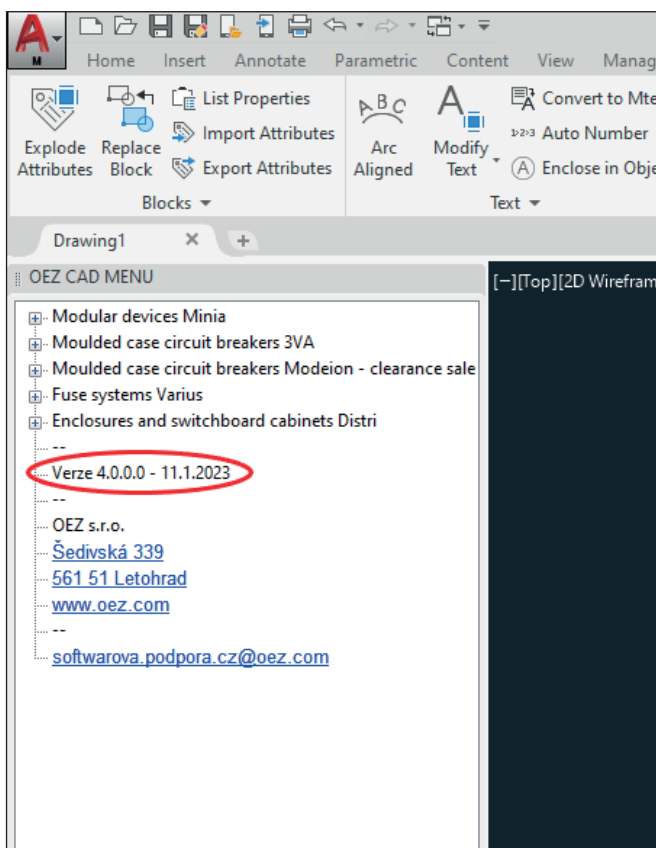 M
Home Insert Annotate Parametric Content View Manag
Explode Attributes
Replace Block
List Properties
Import Attributes
Export Attributes
Blocks
ABC
Arc Aligned
A
Modify Text
Convert to Mte
Auto Number
Enclose in Obje
Text
Drawing1
OEZ CAD MENU
[−][Top][2D Wirefram
Modular devices Minia
Moulded case circuit breakers 3VA
Moulded case circuit breakers Modeion - clearance sale
Fuse systems Varius
Enclosures and switchboard cabinets Distri
--
Verze 4.0.0.0 - 11.1.2023
--
OEZ s.r.o.
Šedivská 339
561 51 Letohrad
www.oez.com
--
softwarova.podpora.cz@oez.com